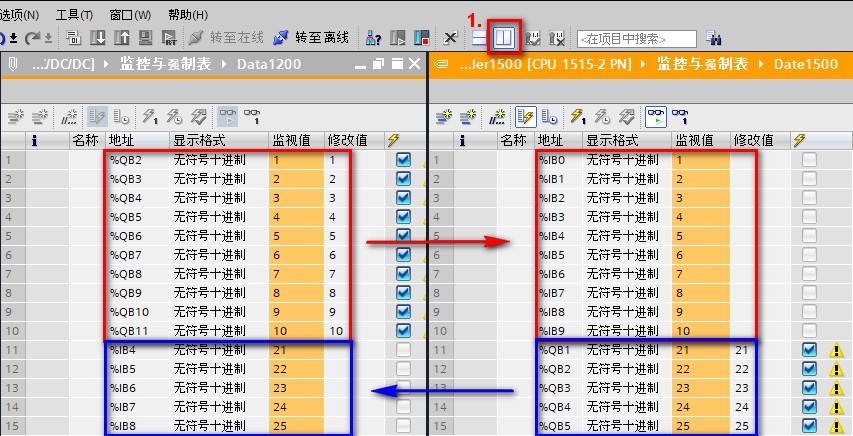 选项(N) 工具(T) 窗口(W) 帮助(H)
1.
转至在线 转至离线 <在项目中搜索>
.../DC/DC] 监控与强制表 Data1200
...ler1500 [CPU 1515-2 PN] 监控与强制表 Date1500
i 名称 地址 显示格式 监视值 修改值
1 %QB2 无符号十进制 1 1
2 %QB3 无符号十进制 2 2
3 %QB4 无符号十进制 3 3
4 %QB5 无符号十进制 4 4
5 %QB6 无符号十进制 5 5
6 %QB7 无符号十进制 6 6
7 %QB8 无符号十进制 7 7
8 %QB9 无符号十进制 8 8
9 %QB10 无符号十进制 9 9
10 %QB11 无符号十进制 10 10
11 %IB4 无符号十进制 21
12 %IB5 无符号十进制 22
13 %IB6 无符号十进制 23
14 %IB7 无符号十进制 24
15 %IB8 无符号十进制 25
i 名称 地址 显示格式 监视值 修改值
1 %IB0 无符号十进制 1
2 %IB1 无符号十进制 2
3 %IB2 无符号十进制 3
4 %IB3 无符号十进制 4
5 %IB4 无符号十进制 5
6 %IB5 无符号十进制 6
7 %IB6 无符号十进制 7
8 %IB7 无符号十进制 8
9 %IB8 无符号十进制 9
10 %IB9 无符号十进制 10
11 %QB1 无符号十进制 21 21
12 %QB2 无符号十进制 22 22
13 %QB3 无符号十进制 23 23
14 %QB4 无符号十进制 24 24
15 %QB5 无符号十进制 25 25